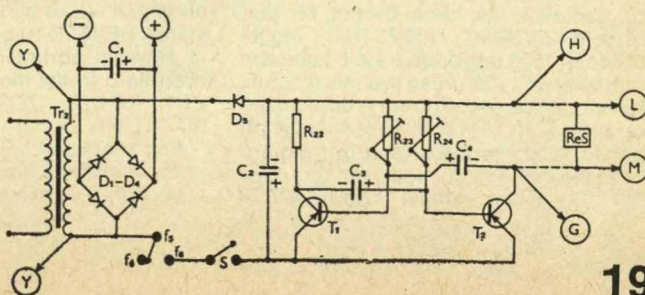 − +
C1
− +
Y
H
Tr2
D5
L
R22
R23
R24
C4
+ −
ReS
D1-D4
C2
−
+
C3
− +
M
T1
T2
G
f5
f4
f6
S
Y
19